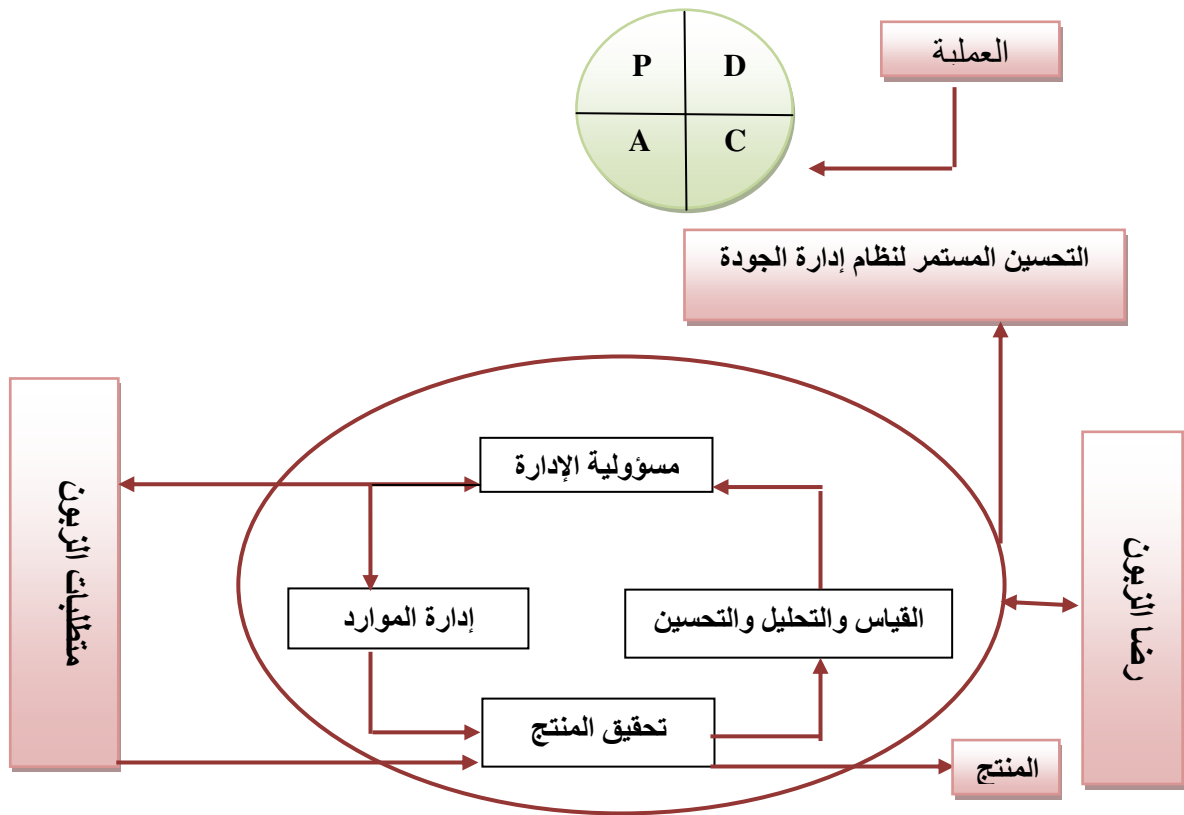 P D
العملبة
A C
التحسين المستمر لنظام إدارة الجودة
مسؤولية الإدارة
متطلبات الزبون
رضا الزبون
القياس والتحليل والتحسين
إدارة الموارد
تحقيق المنتج
المنتج